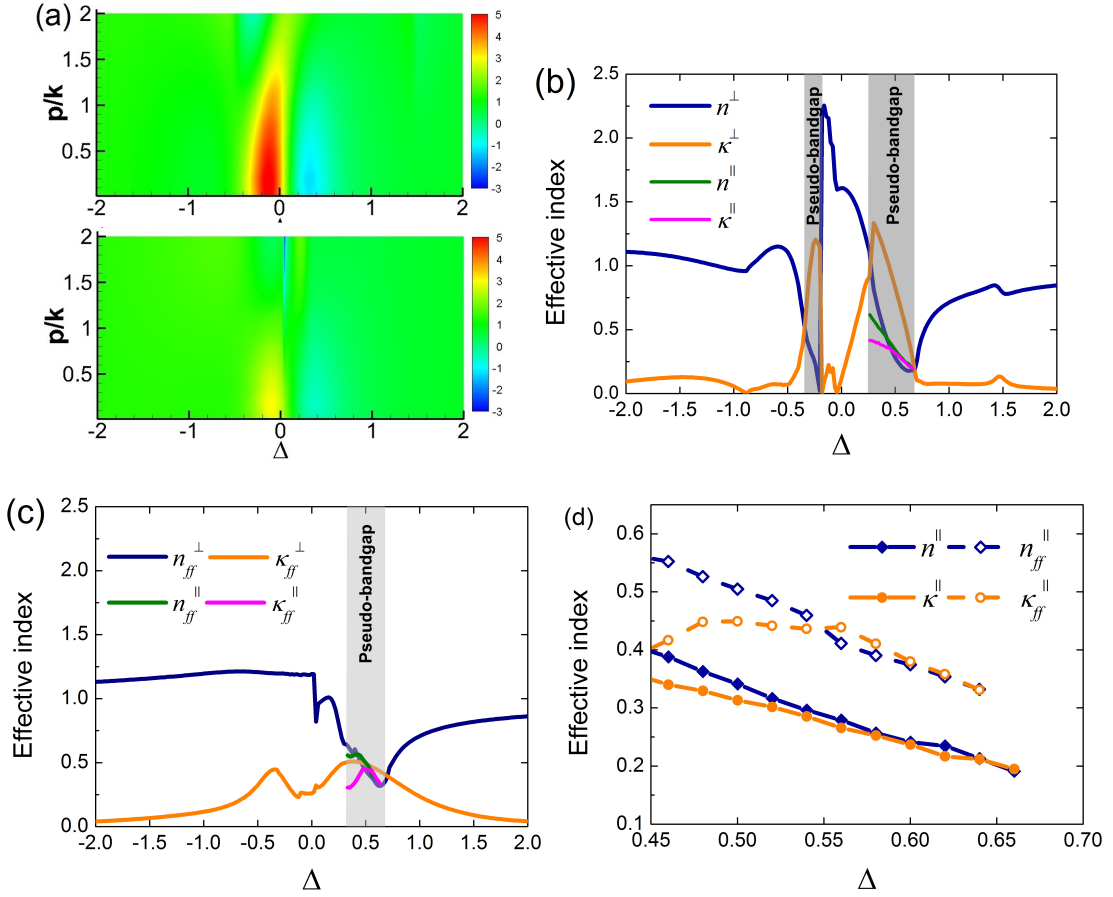 (a)
p/k
2
1.5
1
0.5
-2
-1
0
1
2
5
4
3
2
1
0
-1
-2
-3
p/k
2
1.5
1
0.5
-2
-1
0
1
2
Δ
5
4
3
2
1
0
-1
-2
-3
(b)
Effective index
2.5
2.0
1.5
1.0
0.5
0.0
n⊥
κ⊥
n||
κ||
Pseudo-bandgap
Pseudo-bandgap
-2.0 -1.5 -1.0 -0.5 0.0 0.5 1.0 1.5 2.0
Δ
(c)
Effective index
2.5
2.0
1.5
1.0
0.5
0.0
nff⊥ κff⊥
nff|| κff||
Pseudo-bandgap
-2.0 -1.5 -1.0 -0.5 0.0 0.5 1.0 1.5 2.0
Δ
(d)
Effective index
0.6
0.5
0.4
0.3
0.2
0.1
n|| nff||
κ|| κff||
0.45 0.50 0.55 0.60 0.65 0.70
Δ